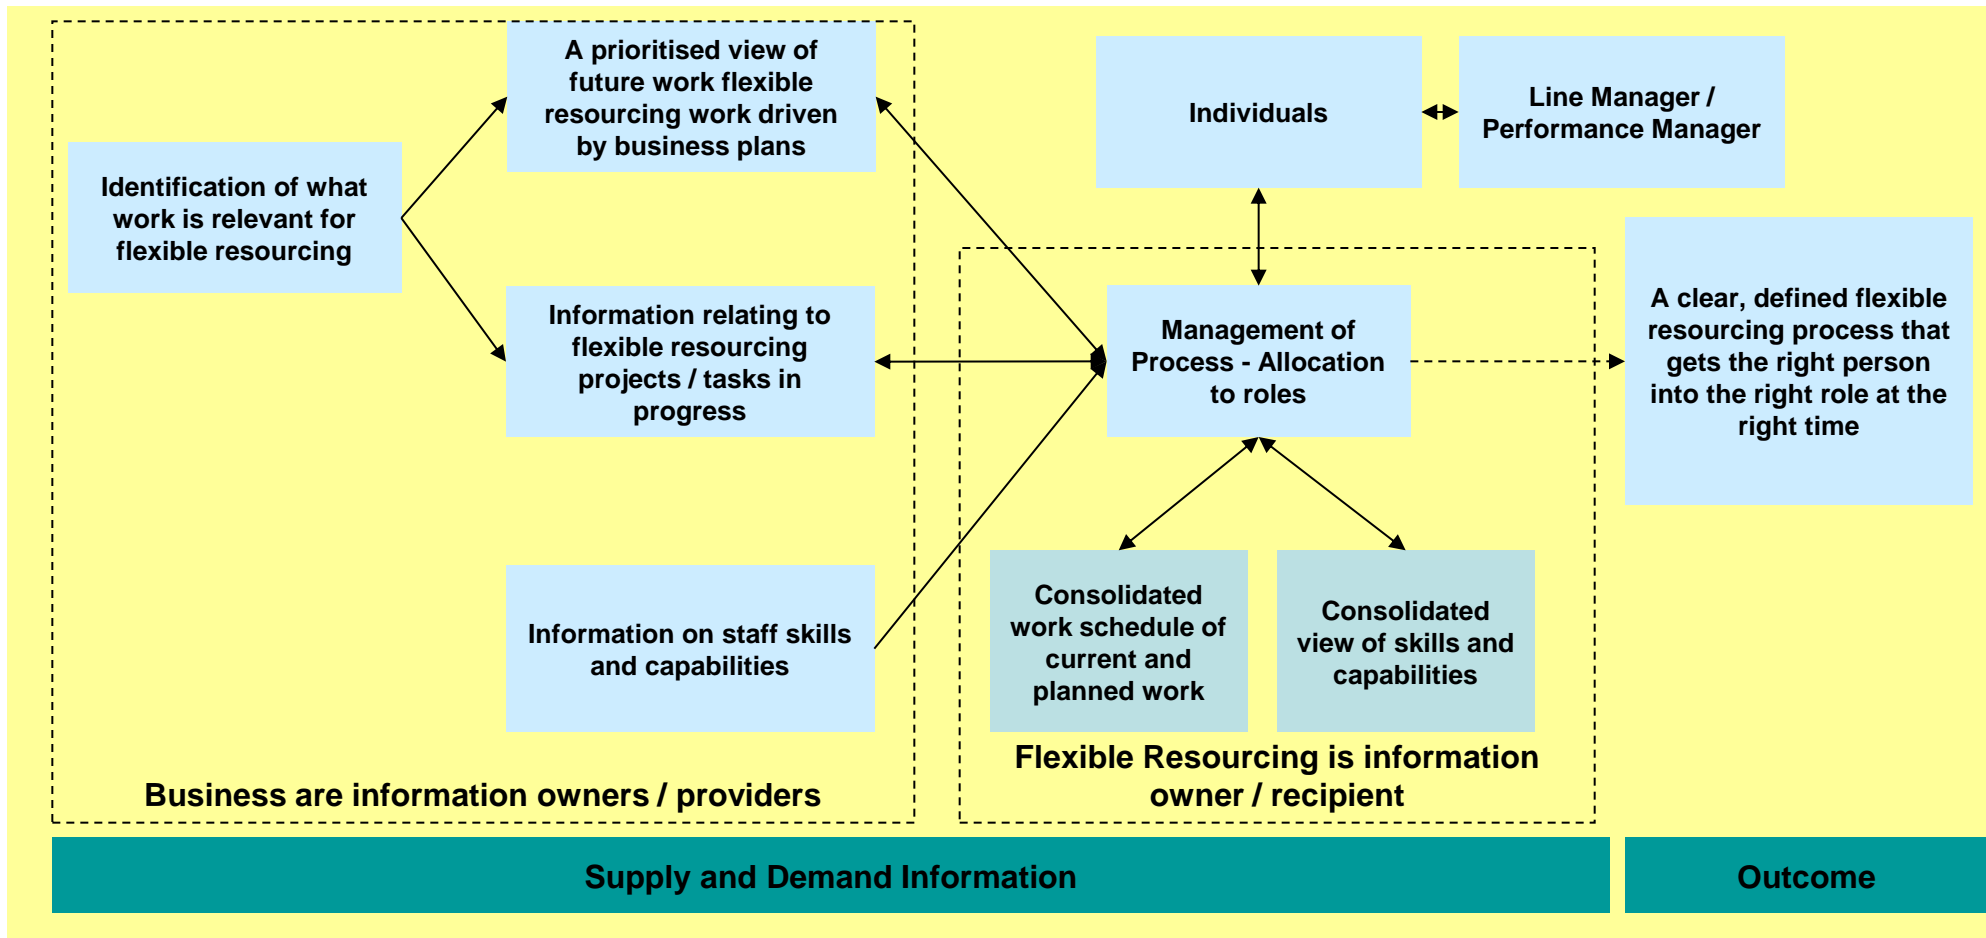 A prioritised view of
future work flexible
resourcing work driven
by business plans
Individuals
Line Manager /
Performance Manager
Identification of what
work is relevant for
flexible resourcing
Information relating to
flexible resourcing
projects / tasks in
progress
Management of
Process - Allocation
to roles
A clear, defined flexible
resourcing process that
gets the right person
into the right role at the
right time
Information on staff skills
and capabilities
Consolidated
work schedule of
current and
planned work
Consolidated
view of skills and
capabilities
Business are information owners / providers
Flexible Resourcing is information
owner / recipient
Supply and Demand Information
Outcome